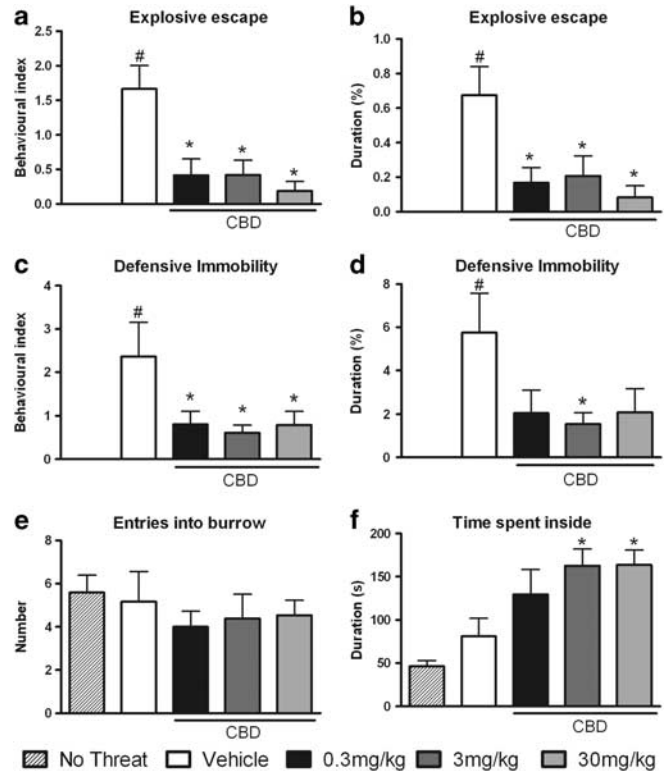 a Explosive escape
Behavioural index
2.0
1.5
1.0
0.5
0.0
#
* * *
CBD
b Explosive escape
Duration (%)
1.0
0.8
0.6
0.4
0.2
0.0
#
* * *
CBD
c Defensive Immobility
Behavioural index
4
3
2
1
0
#
* * *
CBD
d Defensive Immobility
Duration (%)
8
6
4
2
0
#
*
CBD
e Entries into burrow
Number
8
6
4
2
0
CBD
f Time spent inside
Duration (s)
200
150
100
50
0
* *
CBD
No Threat Vehicle 0.3mg/kg 3mg/kg 30mg/kg